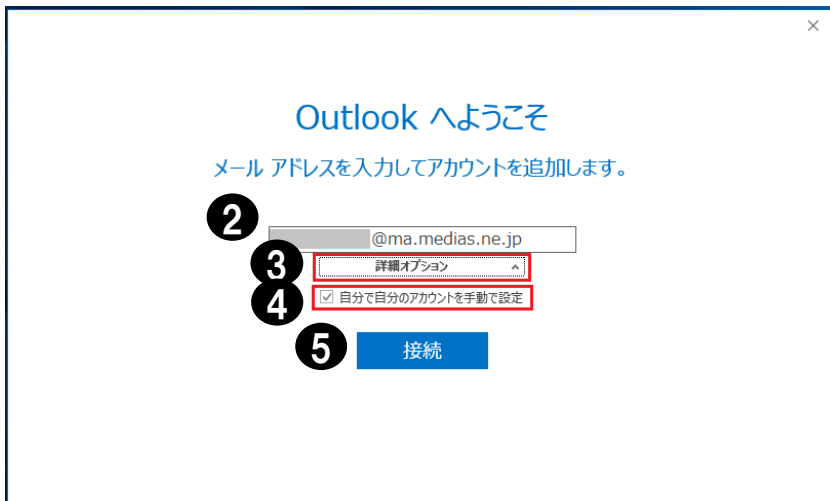 Outlook へようこそ
メール アドレスを入力してアカウントを追加します。
2
@ma.medias.ne.jp
3
詳細オプション
4
自分で自分のアカウントを手動で設定
5
接続